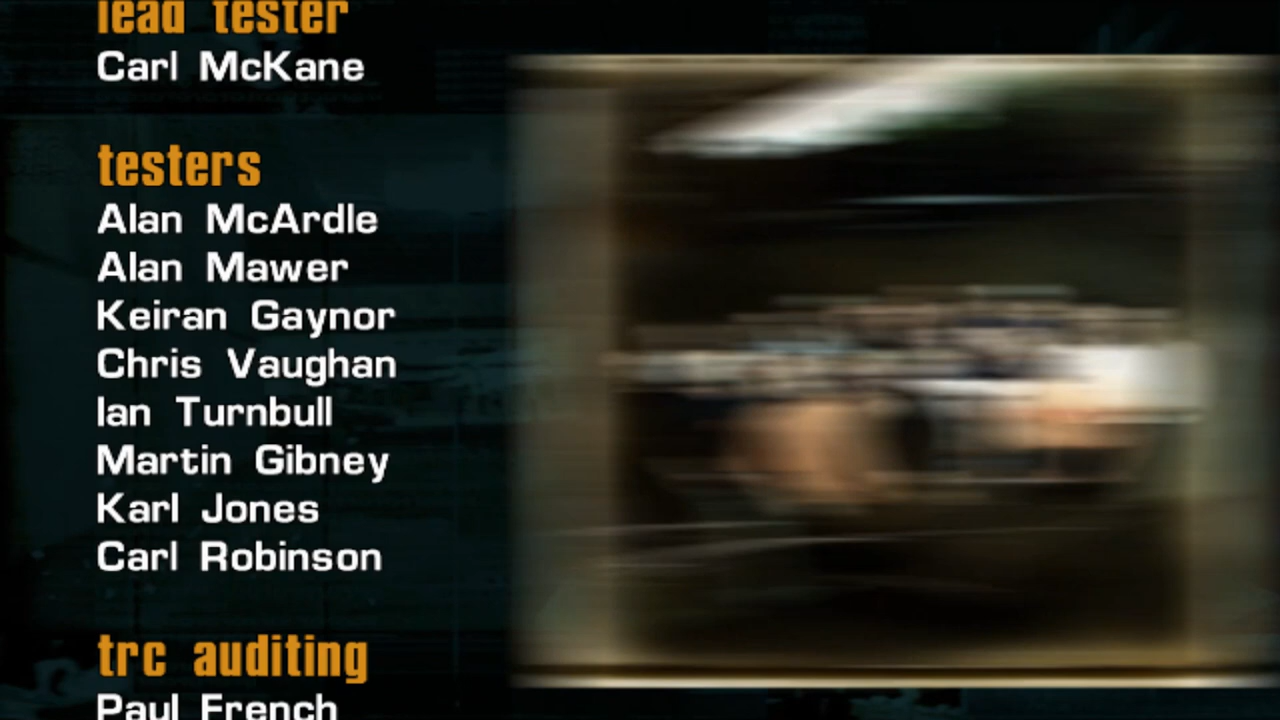 lead tester
Carl McKane
testers
Alan McArdle
Alan Mawer
Keiran Gaynor
Chris Vaughan
Ian Turnbull
Martin Gibney
Karl Jones
Carl Robinson
trc auditing
Paul French